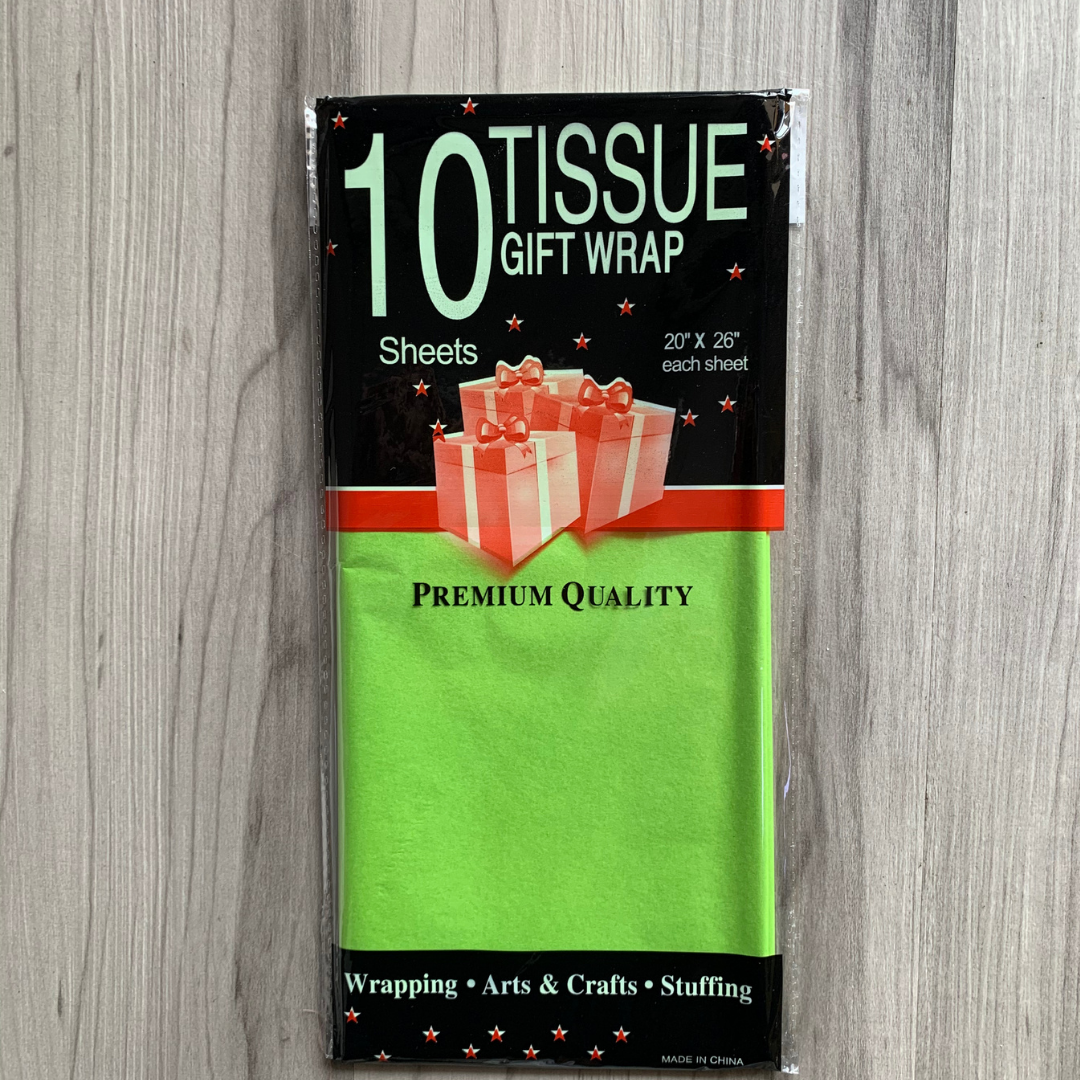 10 TISSUE
GIFT WRAP
Sheets
20" X 26"
each sheet
PREMIUM QUALITY
Wrapping • Arts & Crafts • Stuffing
MADE IN CHINA